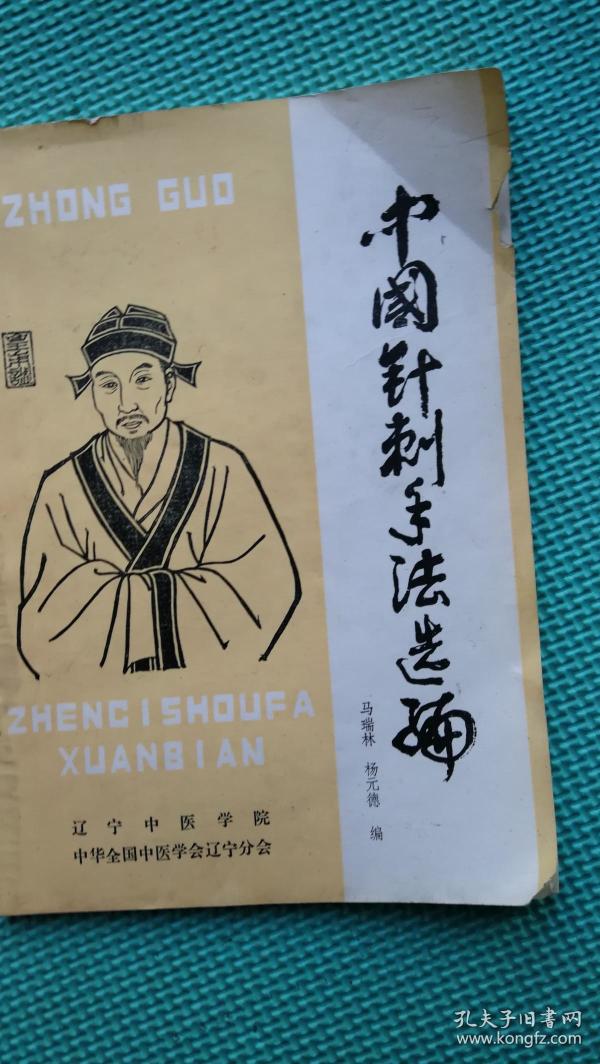 ZHONG GUO
中國针刺手法选编
马瑞林 杨元德 编
ZHENCISHOUFA
XUANBIAN
辽宁中医学院
中华全国中医学会辽宁分会
孔夫子旧书网
www.kongfz.com